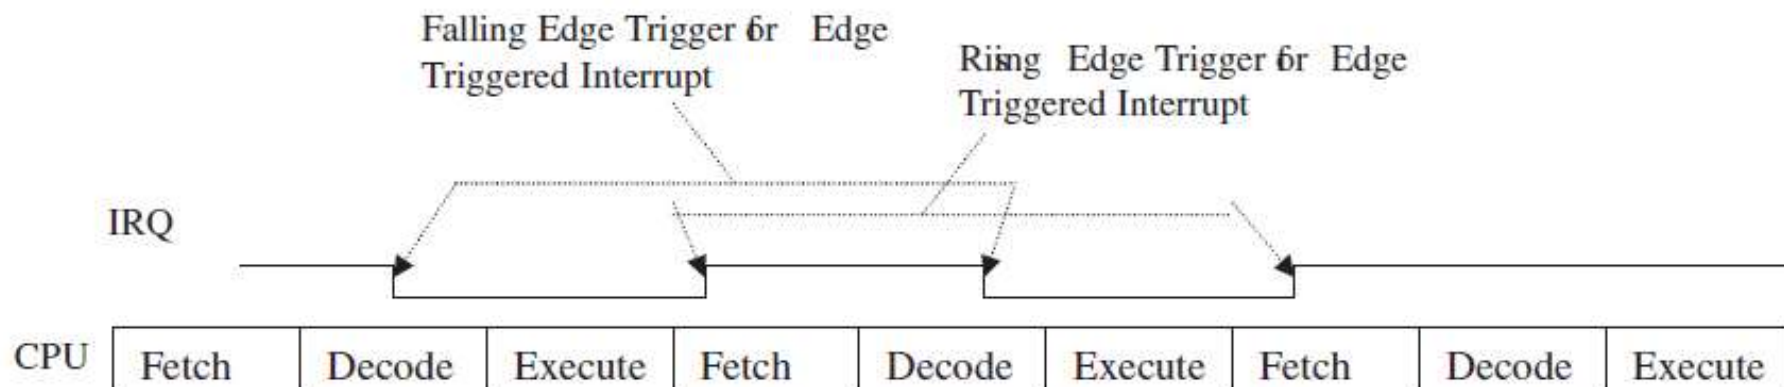 Falling Edge Trigger for Edge
Triggered Interrupt
Rising Edge Trigger for Edge
Triggered Interrupt
IRQ
CPU Fetch Decode Execute Fetch Decode Execute Fetch Decode Execute